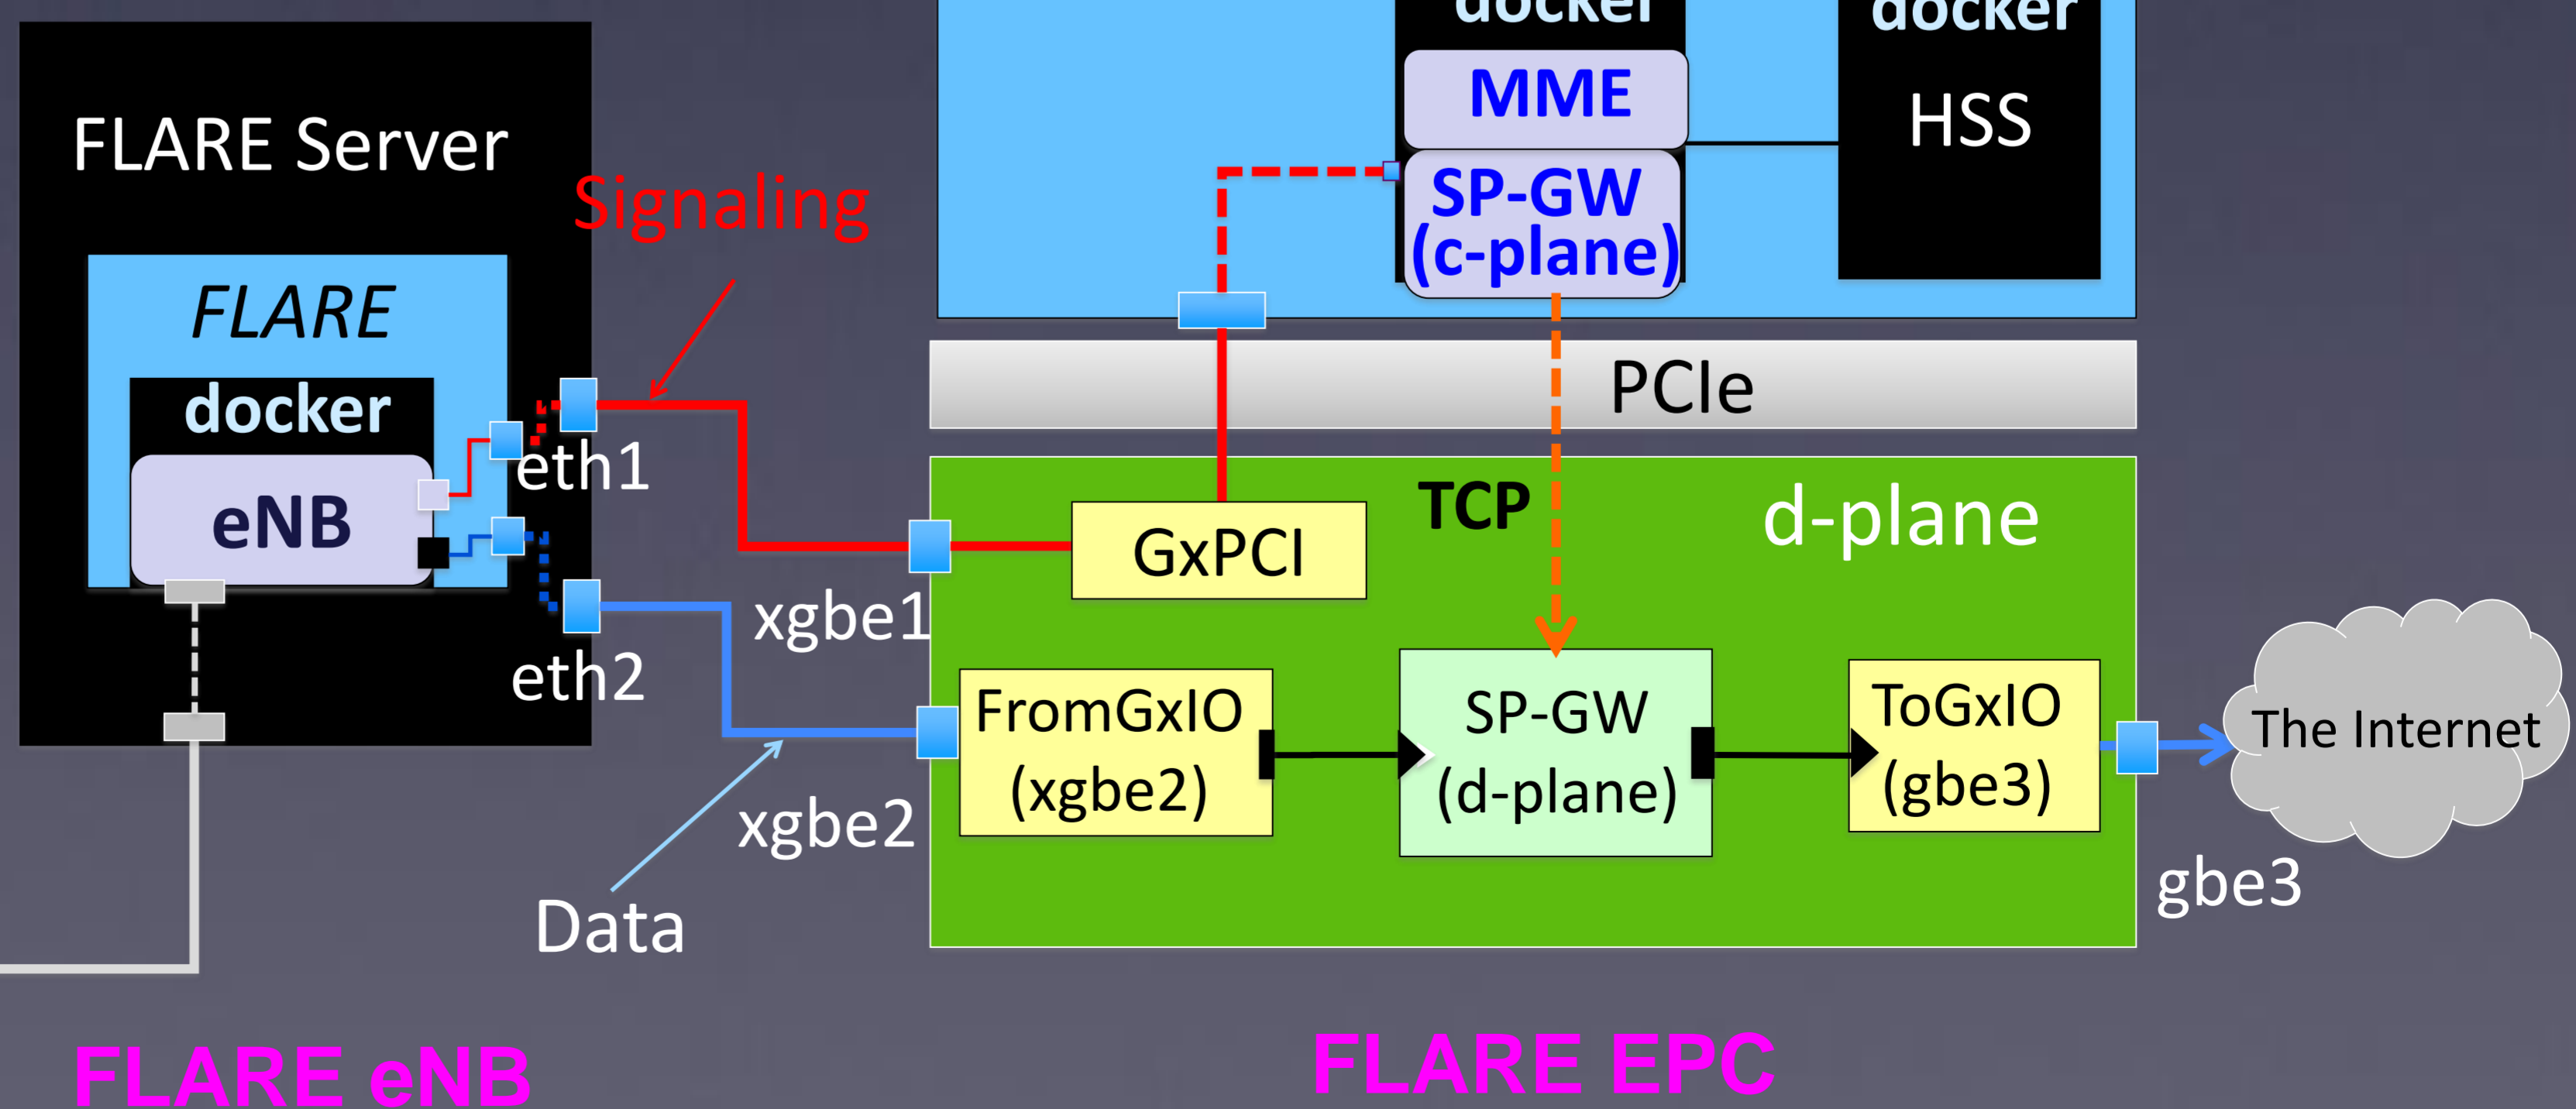 FLARE Server
FLARE
docker
eNB
eth1
eth2
Signaling
Data
xgbe1
xgbe2
docker
MME
SP-GW
(c-plane)
docker
HSS
PCIe
TCP
d-plane
GxPCI
FromGxIO
(xgbe2)
SP-GW
(d-plane)
ToGxIO
(gbe3)
gbe3
The Internet
FLARE eNB
FLARE EPC